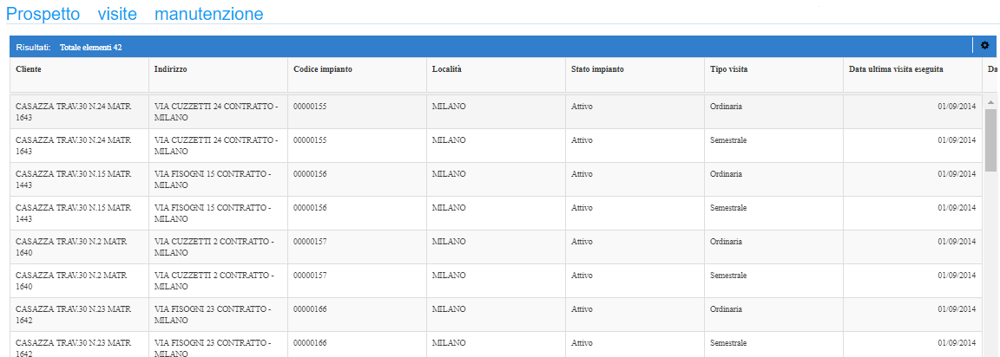 Prospetto visite manutenzione
Risultati: Totale elementi 42
Cliente Indirizzo Codice impianto Località Stato impianto Tipo visita Data ultima visita eseguita Da
CASAZZA TRAV.30 N.24 MATR VIA CUZZETTI 24 CONTRATTO - 00000155 MILANO Attivo Ordinaria 01/09/2014
1643 MILANO
CASAZZA TRAV.30 N.24 MATR VIA CUZZETTI 24 CONTRATTO - 00000155 MILANO Attivo Semestrale 01/09/2014
1643 MILANO
CASAZZA TRAV.30 N.15 MATR VIA FISOGNI 15 CONTRATTO - 00000156 MILANO Attivo Ordinaria 01/09/2014
1443 MILANO
CASAZZA TRAV.30 N.15 MATR VIA FISOGNI 15 CONTRATTO - 00000156 MILANO Attivo Semestrale 01/09/2014
1443 MILANO
CASAZZA TRAV.30 N.2 MATR VIA CUZZETTI 2 CONTRATTO - 00000157 MILANO Attivo Ordinaria 01/09/2014
1640 MILANO
CASAZZA TRAV.30 N.2 MATR VIA CUZZETTI 2 CONTRATTO - 00000157 MILANO Attivo Semestrale 01/09/2014
1640 MILANO
CASAZZA TRAV.30 N.23 MATR VIA FISOGNI 23 CONTRATTO - 00000166 MILANO Attivo Ordinaria 01/09/2014
1642 MILANO
CASAZZA TRAV.30 N.23 MATR VIA FISOGNI 23 CONTRATTO - 00000166 MILANO Attivo Semestrale 01/09/2014
1642 MILANO